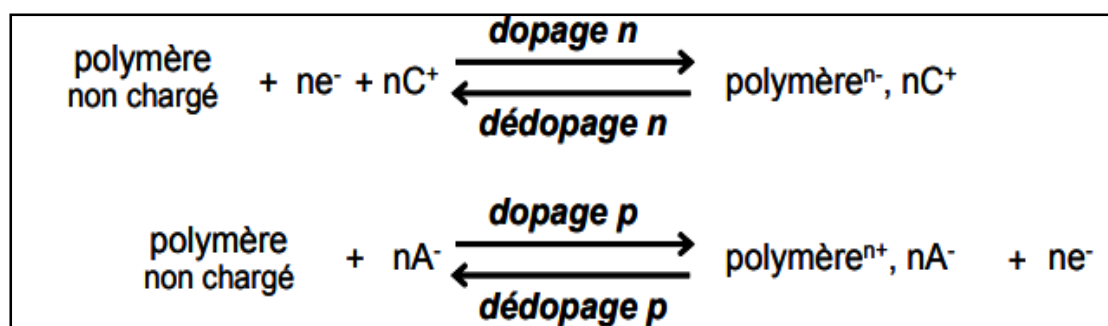 dopage n
polymère
non chargé + ne⁻ + nC⁺ polymèreⁿ⁻, nC⁺
dédopage n
dopage p
polymère
non chargé + nA⁻ polymèreⁿ⁺, nA⁻ + ne⁻
dédopage p